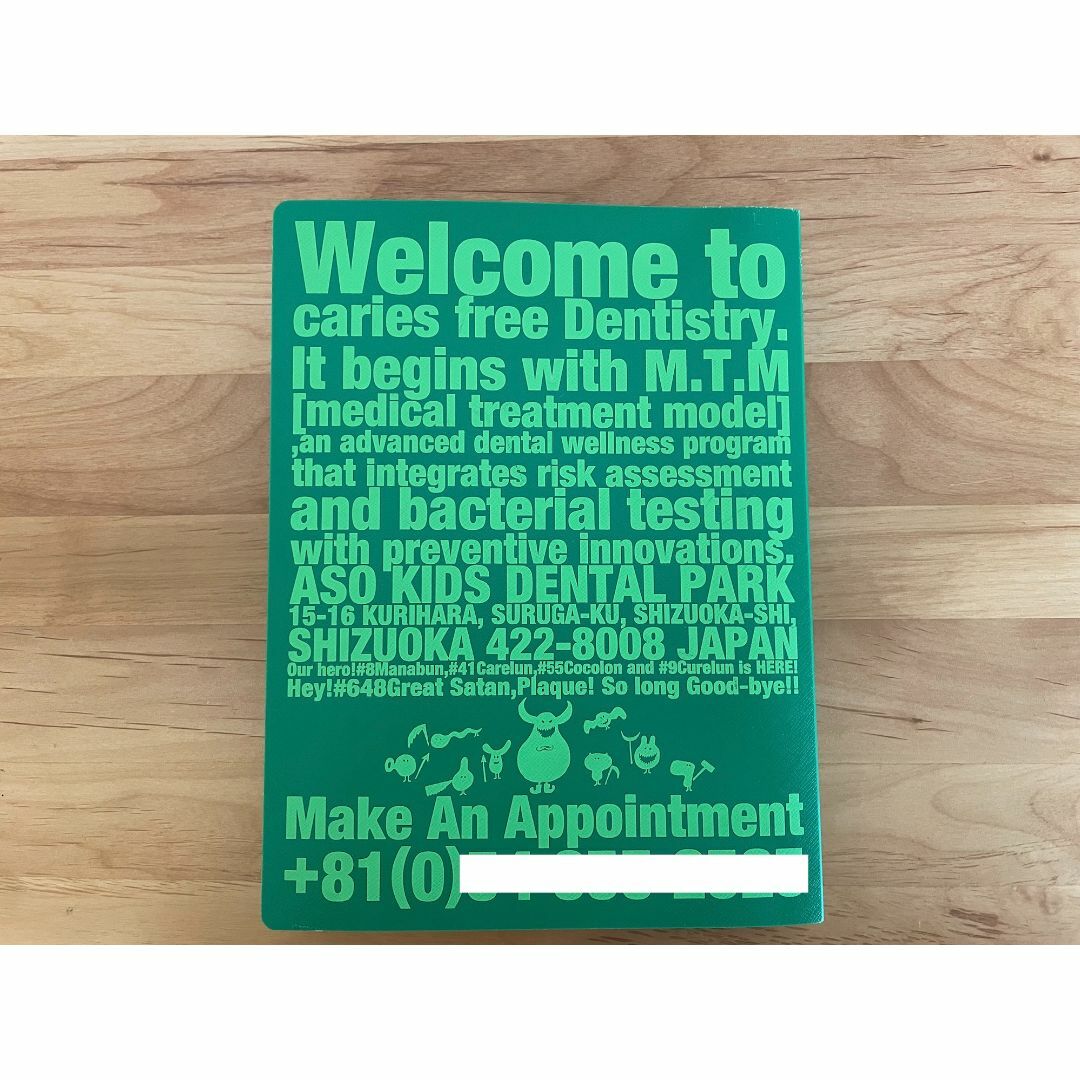 Welcome to
caries free Dentistry.
It begins with M.T.M
[medical treatment model]
,an advanced dental wellness program
that integrates risk assessment
and bacterial testing
with preventive innovations.
ASO KIDS DENTAL PARK
15-16 KURIHARA, SURUGA-KU, SHIZUOKA-SHI,
SHIZUOKA 422-8008 JAPAN
Our hero!#8Manabun,#41Carelun,#55Cocolon and #9Curelun is HERE!
Hey!#648Great Satan,Plaque! So long Good-bye!!
Make An Appointment
+81(0)